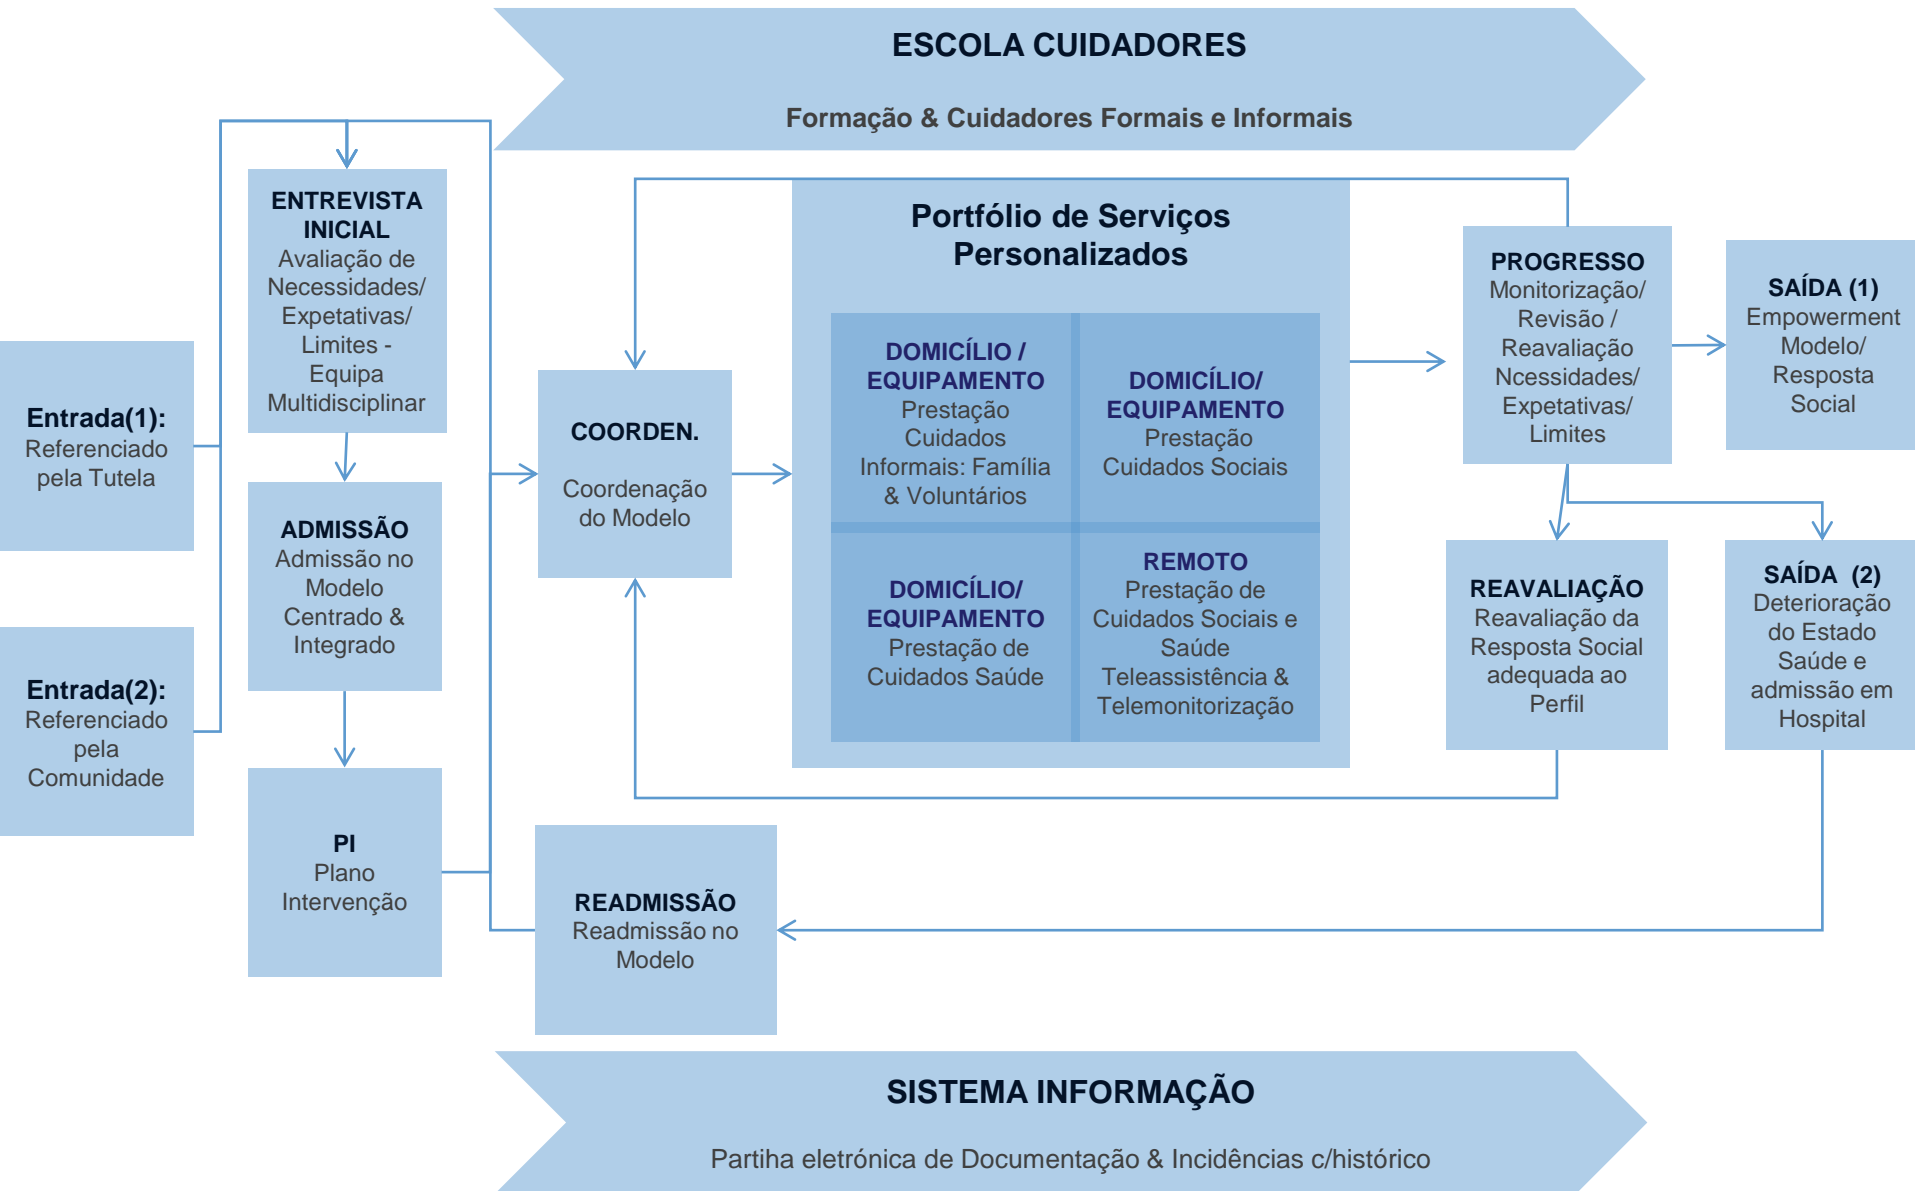 ESCOLA CUIDADORES
Formação & Cuidadores Formais e Informais
Entrada(1):
Referenciado
pela Tutela
Entrada(2):
Referenciado
pela
Comunidade
ENTREVISTA
INICIAL
Avaliação de
Necessidades/
Expetativas/
Limites -
Equipa
Multidisciplinar
ADMISSÃO
Admissão no
Modelo
Centrado &
Integrado
PI
Plano
Intervenção
COORDEN.
Coordenação
do Modelo
READMISSÃO
Readmissão no
Modelo
Portfólio de Serviços
Personalizados
DOMICÍLIO /
EQUIPAMENTO
Prestação
Cuidados
Informais: Família
& Voluntários
DOMICÍLIO/
EQUIPAMENTO
Prestação
Cuidados Sociais
DOMICÍLIO/
EQUIPAMENTO
Prestação de
Cuidados Saúde
REMOTO
Prestação de
Cuidados Sociais e
Saúde
Teleassistência &
Telemonitorização
PROGRESSO
Monitorização/
Revisão /
Reavaliação
Ncessidades/
Expetativas/
Limites
SAÍDA (1)
Empowerment
Modelo/
Resposta
Social
REAVALIAÇÃO
Reavaliação da
Resposta Social
adequada ao
Perfil
SAÍDA (2)
Deterioração
do Estado
Saúde e
admissão em
Hospital
SISTEMA INFORMAÇÃO
Partiha eletrónica de Documentação & Incidências c/histórico